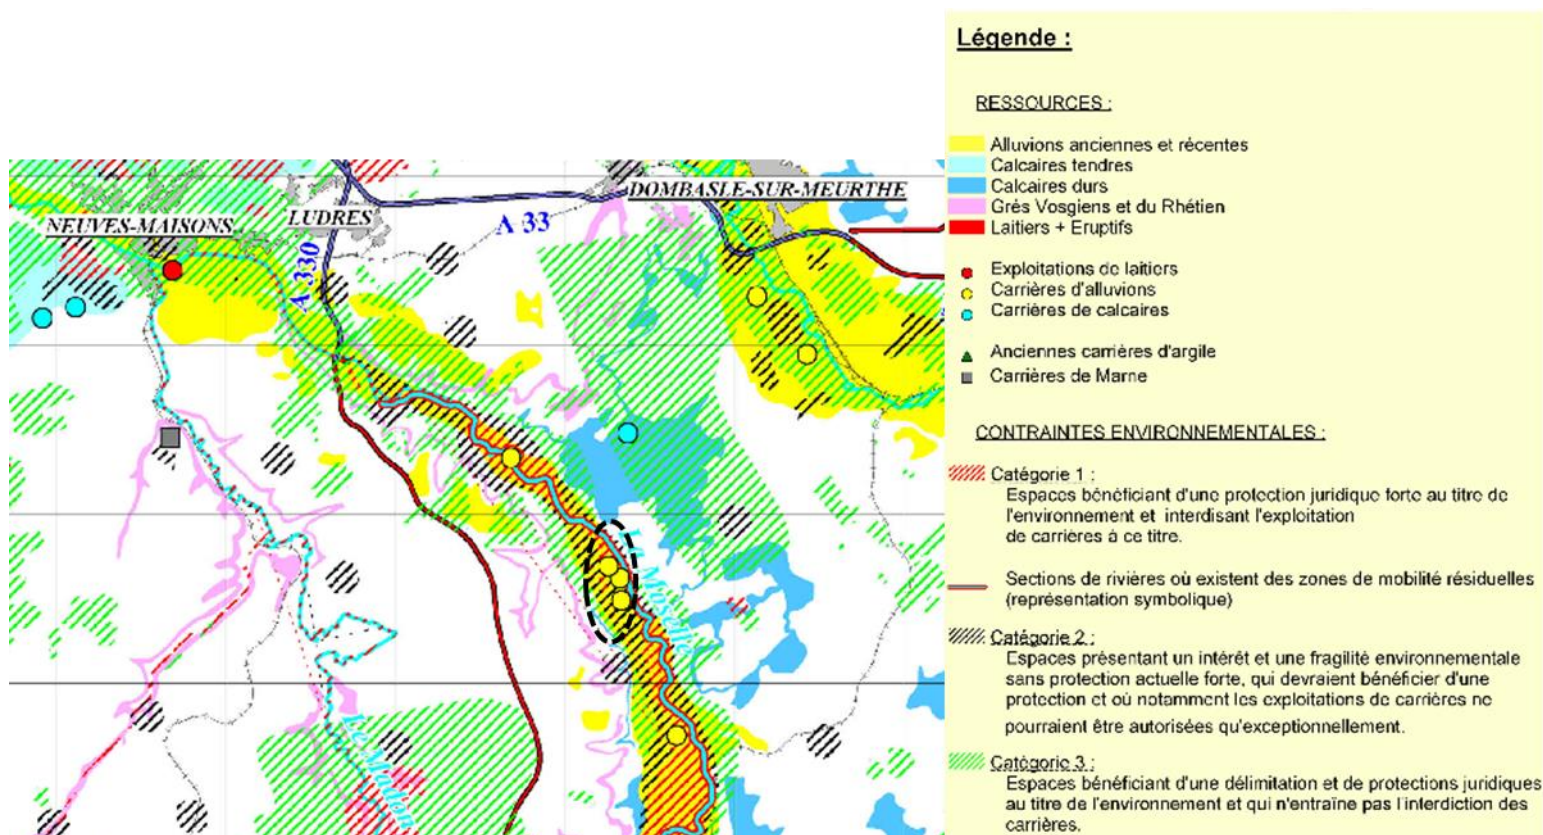 Légende :
RESSOURCES :
Alluvions anciennes et récentes
Calcaires tendres
Calcaires durs
Grès Vosgiens et du Rhétien
Laitiers + Eruptifs
Exploitations de laitiers
Carrières d'alluvions
Carrières de calcaires
Anciennes carrières d'argile
Carrières de Marne
CONTRAINTES ENVIRONNEMENTALES :
Catégorie 1 :
Espaces bénéficiant d'une protection juridique forte au titre de
l'environnement et interdisant l'exploitation
de carrières à ce titre.
Sections de rivières où existent des zones de mobilité résiduelles
(représentation symbolique)
Catégorie 2 :
Espaces présentant un intérêt et une fragilité environnementale
sans protection actuelle forte, qui devraient bénéficier d'une
protection et où notamment les exploitations de carrières ne
pourraient être autorisées qu'exceptionnellement.
Catégorie 3 :
Espaces bénéficiant d'une délimitation et de protections juridiques
au titre de l'environnement et qui n'entraîne pas l'interdiction des
carrières.
DOMBASLE-SUR-MEURTHE
NEUVES-MAISONS
LUDRES
A 33
A 330
La Moselle
Le Madon